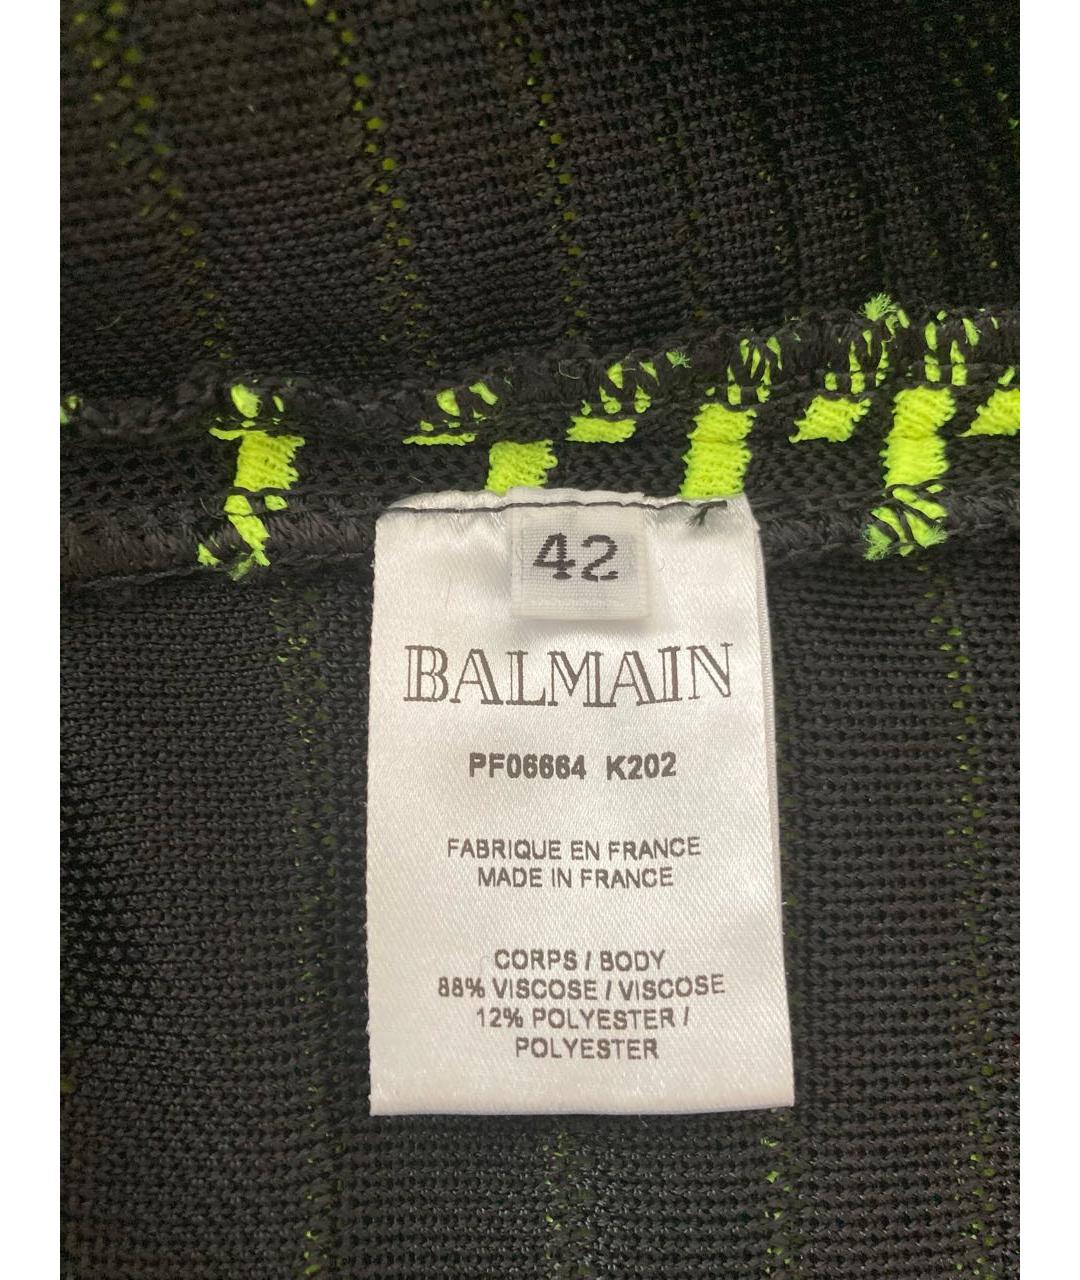 42
BALMAIN
PF06664 K202
FABRIQUE EN FRANCE
MADE IN FRANCE
CORPS / BODY
88% VISCOSE / VISCOSE
12% POLYESTER /
POLYESTER